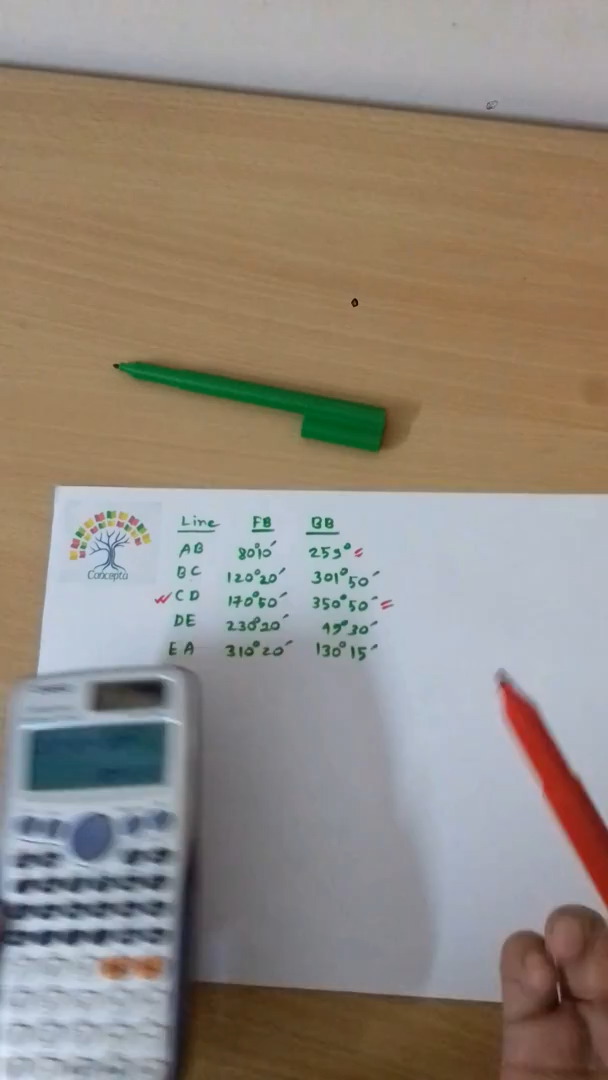 Concepta
Line FB BB
AB 80°10′ 259°
BC 120°20′ 301°50′
CD 170°50′ 350°50′
DE 230°20′ 49°30′
EA 310°20′ 130°15′